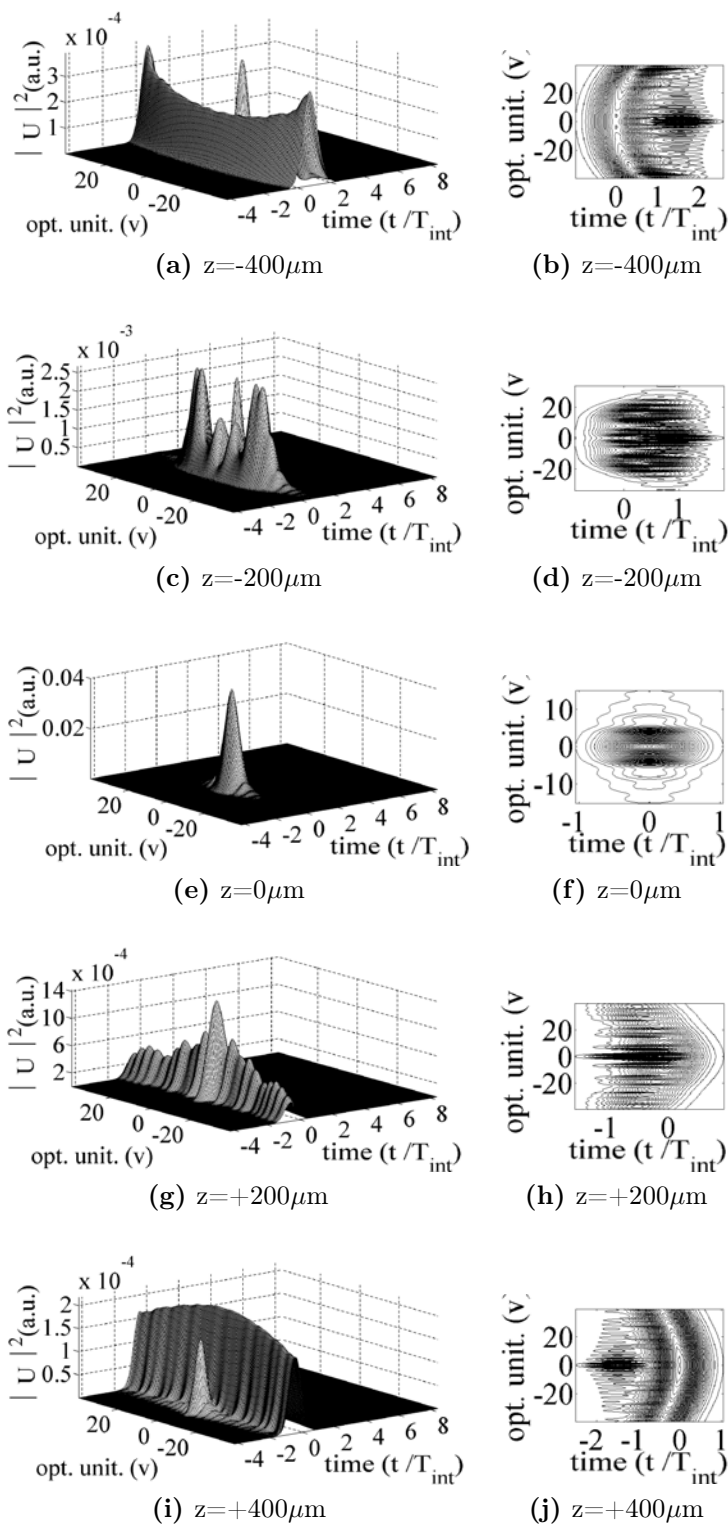 x 10⁻⁴
| U |²(a.u.)
3
2
1
20
0
-20
opt. unit. (v)
-4
-2
0
2
4
6
8
time (t /T_int)
(a) z=-400μm
opt. unit. (v)
20
0
-20
0 1 2
time (t/T_int)
(b) z=-400μm
x 10⁻³
| U |²(a.u.)
2.5
2
1.5
1
0.5
20
0
-20
opt. unit. (v)
-4
-2
0
2
4
6
8
time (t /T_int)
(c) z=-200μm
opt. unit. (v
20
0
-20
0 1
time (t/T_int)
(d) z=-200μm
| U |²(a.u.)
0.04
0.02
20
0
-20
opt. unit. (v)
-4
-2
0
2
4
6
8
time (t /T_int)
(e) z=0μm
opt. unit. (v)
10
0
-10
-1 0 1
time (t/T_int)
(f) z=0μm
x 10⁻⁴
| U |²(a.u.)
14
10
6
2
20
0
-20
opt. unit. (v)
-4
-2
0
2
4
6
8
time (t /T_int)
(g) z=+200μm
opt. unit. (v
20
0
-20
-1 0
time (t/T_int)
(h) z=+200μm
x 10⁻⁴
| U |²(a.u.)
2
1.5
1
0.5
20
0
-20
opt. unit. (v)
-4
-2
0
2
4
6
8
time (t /T_int)
(i) z=+400μm
opt. unit. (v)
20
0
-20
-2 -1 0 1
time (t/T_int)
(j) z=+400μm